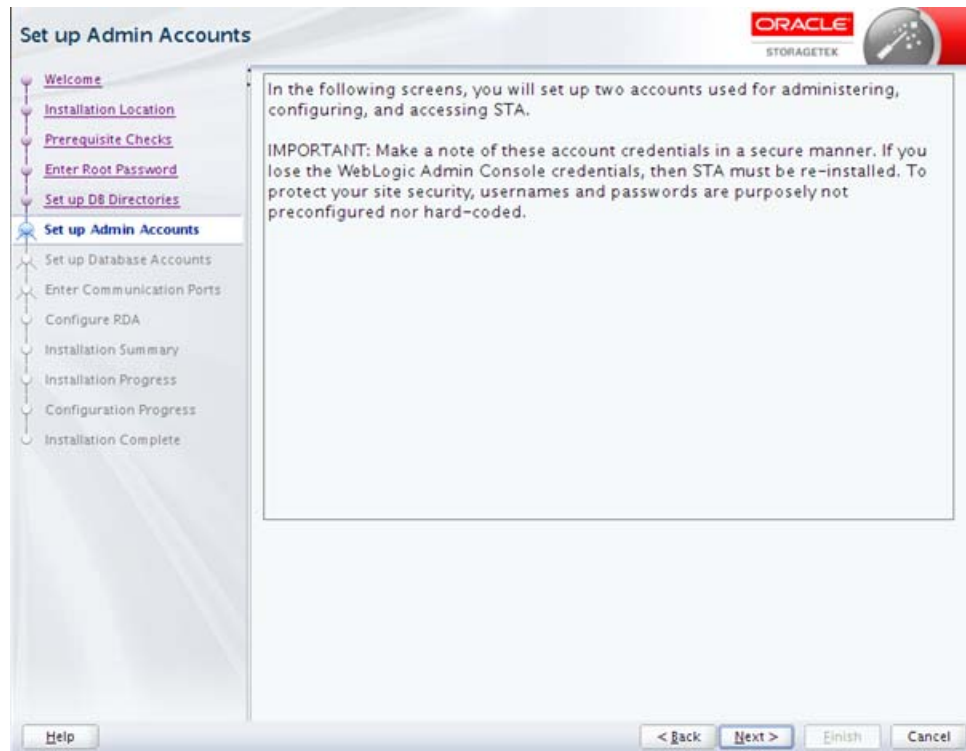 Set up Admin Accounts
ORACLE
STORAGETEK
Welcome
Installation Location
Prerequisite Checks
Enter Root Password
Set up DB Directories
Set up Admin Accounts
Set up Database Accounts
Enter Communication Ports
Configure RDA
Installation Summary
Installation Progress
Configuration Progress
Installation Complete
In the following screens, you will set up two accounts used for administering,
configuring, and accessing STA.
IMPORTANT: Make a note of these account credentials in a secure manner. If you
lose the WebLogic Admin Console credentials, then STA must be re-installed. To
protect your site security, usernames and passwords are purposely not
preconfigured nor hard-coded.
Help
< Back
Next >
Finish
Cancel